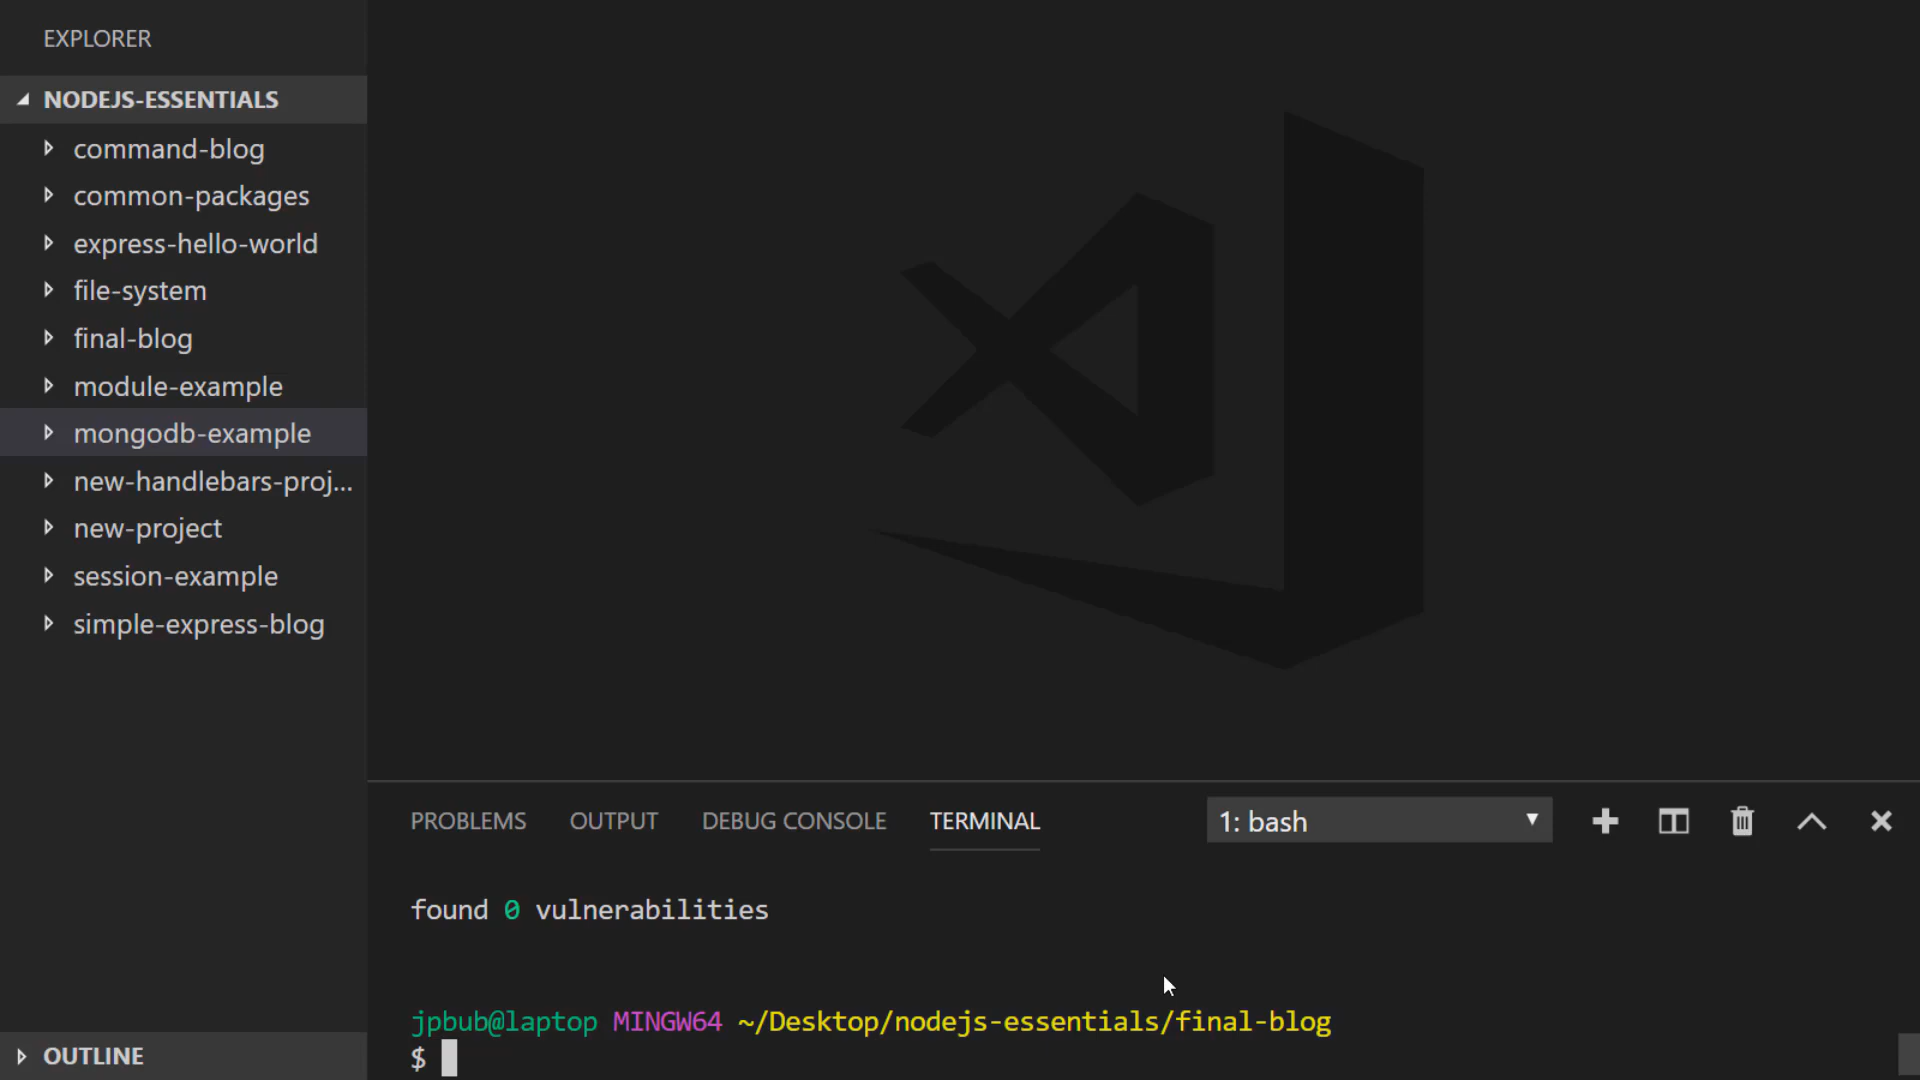 EXPLORER
NODEJS-ESSENTIALS
command-blog
common-packages
express-hello-world
file-system
final-blog
module-example
mongodb-example
new-handlebars-proj...
new-project
session-example
simple-express-blog
OUTLINE
PROBLEMS OUTPUT DEBUG CONSOLE TERMINAL 1: bash
found 0 vulnerabilities
jpbub@laptop MINGW64 ~/Desktop/nodejs-essentials/final-blog
$